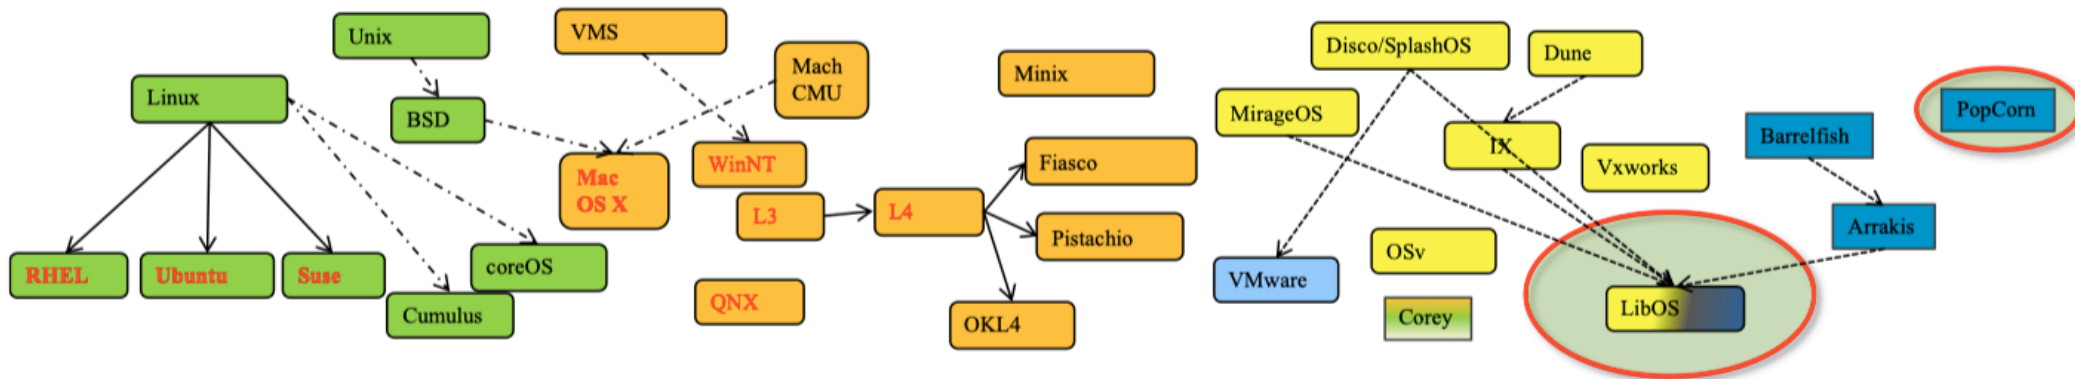 Unix
VMS
Mach
CMU
Linux
BSD
Mac
OS X
WinNT
L3
L4
Minix
Fiasco
Pistachio
OKL4
QNX
RHEL
Ubuntu
Suse
coreOS
Cumulus
Disco/SplashOS
Dune
MirageOS
IX
Vxworks
Barrelfish
PopCorn
Arrakis
OSv
VMware
Corey
LibOS